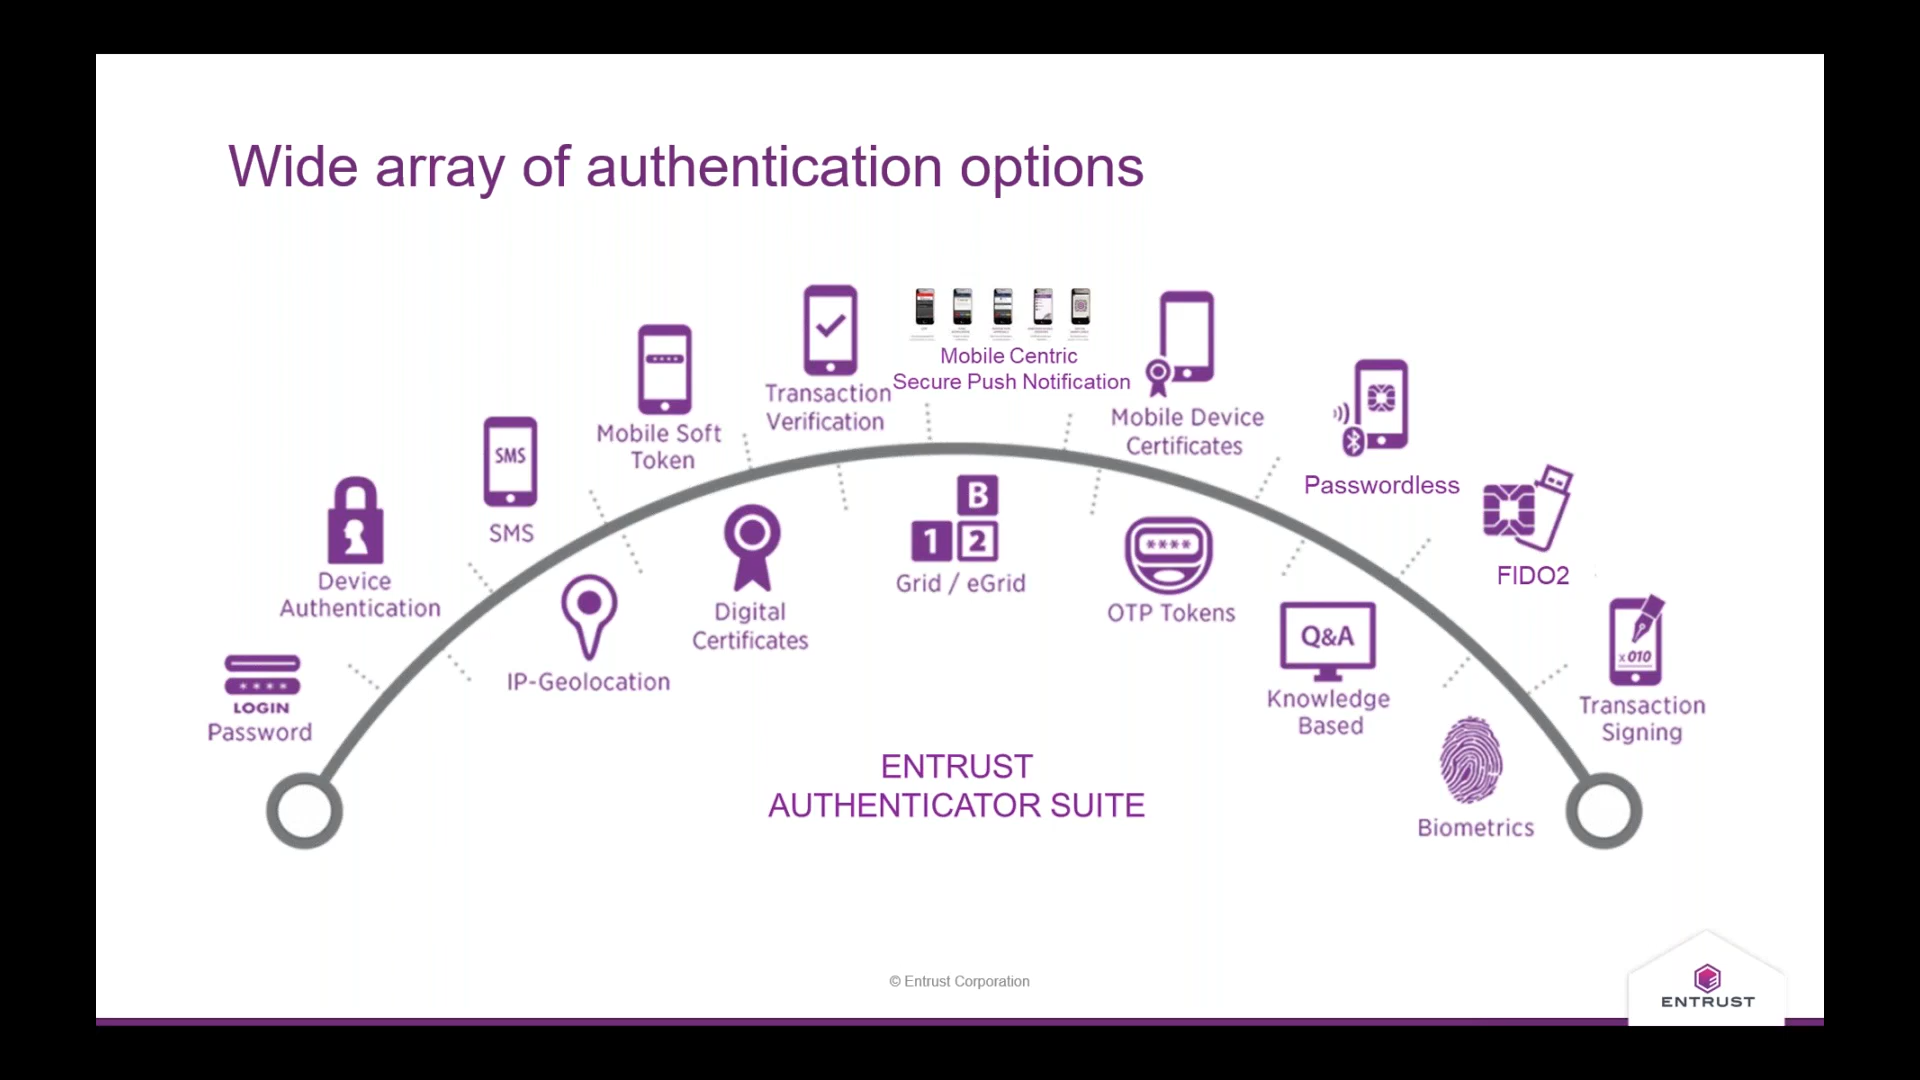 Wide array of authentication options
Mobile Centric
Secure Push Notification
Transaction
Verification
Mobile Soft
Token
Mobile Device
Certificates
SMS
SMS
Passwordless
Device
Authentication
B
1 2
Grid / eGrid
****
OTP Tokens
FIDO2
Digital
Certificates
IP-Geolocation
Q&A
Knowledge
Based
x010
Transaction
Signing
****
LOGIN
Password
Biometrics
ENTRUST
AUTHENTICATOR SUITE
© Entrust Corporation
ENTRUST